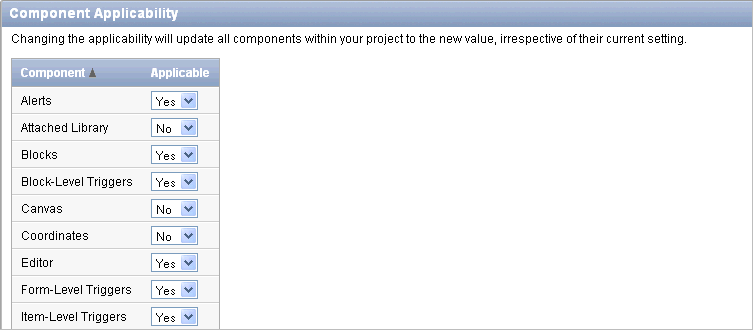 Component Applicability
Changing the applicability will update all components within your project to the new value, irrespective of their current setting.
Component Applicable
Alerts Yes
Attached Library No
Blocks Yes
Block-Level Triggers Yes
Canvas No
Coordinates No
Editor Yes
Form-Level Triggers Yes
Item-Level Triggers Yes